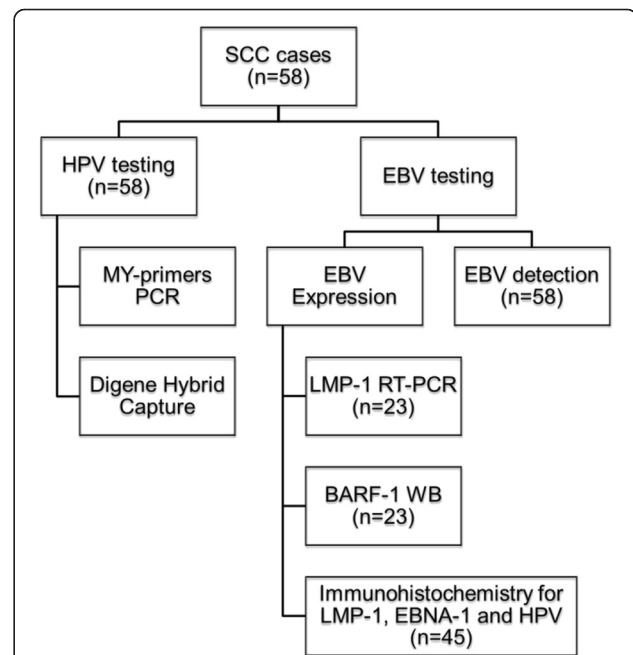 SCC cases
(n=58)
HPV testing
(n=58)
EBV testing
MY-primers
PCR
EBV
Expression
EBV detection
(n=58)
Digene Hybrid
Capture
LMP-1 RT-PCR
(n=23)
BARF-1 WB
(n=23)
Immunohistochemistry for
LMP-1, EBNA-1 and HPV
(n=45)